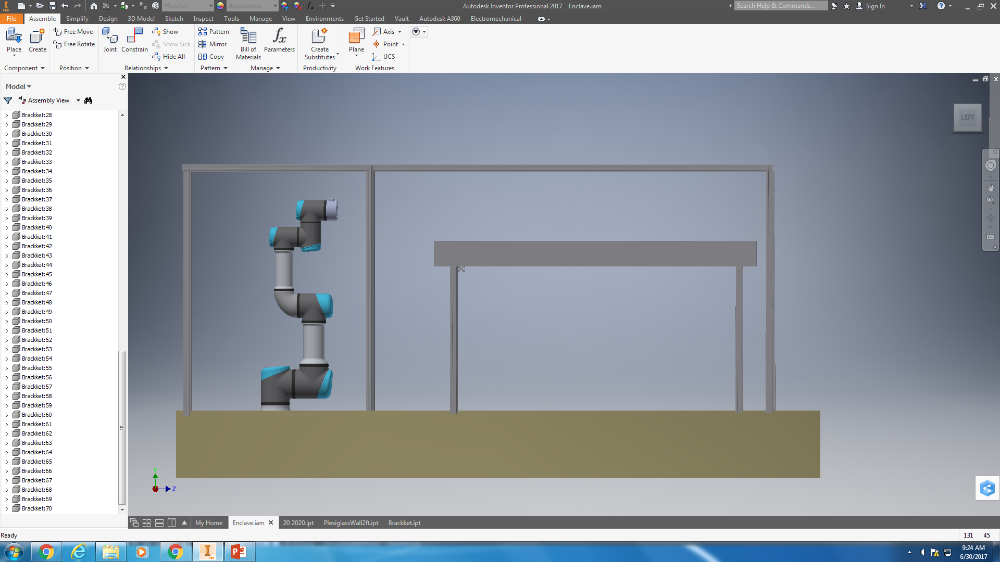 PRO
Material
Appearance
fx
Autodesk Inventor Professional 2017 Enclave.iam
Search Help & Commands...
Sign In
File Assemble Simplify Design 3D Model Sketch Inspect Tools Manage View Environments Get Started Vault Autodesk A360 Electromechanical
Place
Create
Free Move
Free Rotate
Joint
Constrain
Show
Show Sick
Hide All
Pattern
Mirror
Copy
Bill of
Materials
fx
Parameters
Create
Substitutes
Plane
Axis
Point
UCS
Component Position Relationships Pattern Manage Productivity Work Features
Model
Assembly View
Brackket:28
Brackket:29
Brackket:30
Brackket:31
Brackket:32
Brackket:33
Brackket:34
Brackket:35
Brackket:36
Brackket:37
Brackket:38
Brackket:39
Brackket:40
Brackket:41
Brackket:42
Brackket:43
Brackket:44
Brackket:45
Brackket:46
Brackket:47
Brackket:48
Brackket:49
Brackket:50
Brackket:51
Brackket:52
Brackket:53
Brackket:54
Brackket:55
Brackket:56
Brackket:57
Brackket:58
Brackket:59
Brackket:60
Brackket:61
Brackket:62
Brackket:63
Brackket:64
Brackket:65
Brackket:66
Brackket:67
Brackket:68
Brackket:69
Brackket:70
LEFT
Y
Z
My Home Enclave.iam 20 2020.ipt PlexiglassWall2ft.ipt Brackket.ipt
Ready
131 45
9:24 AM
6/30/2017